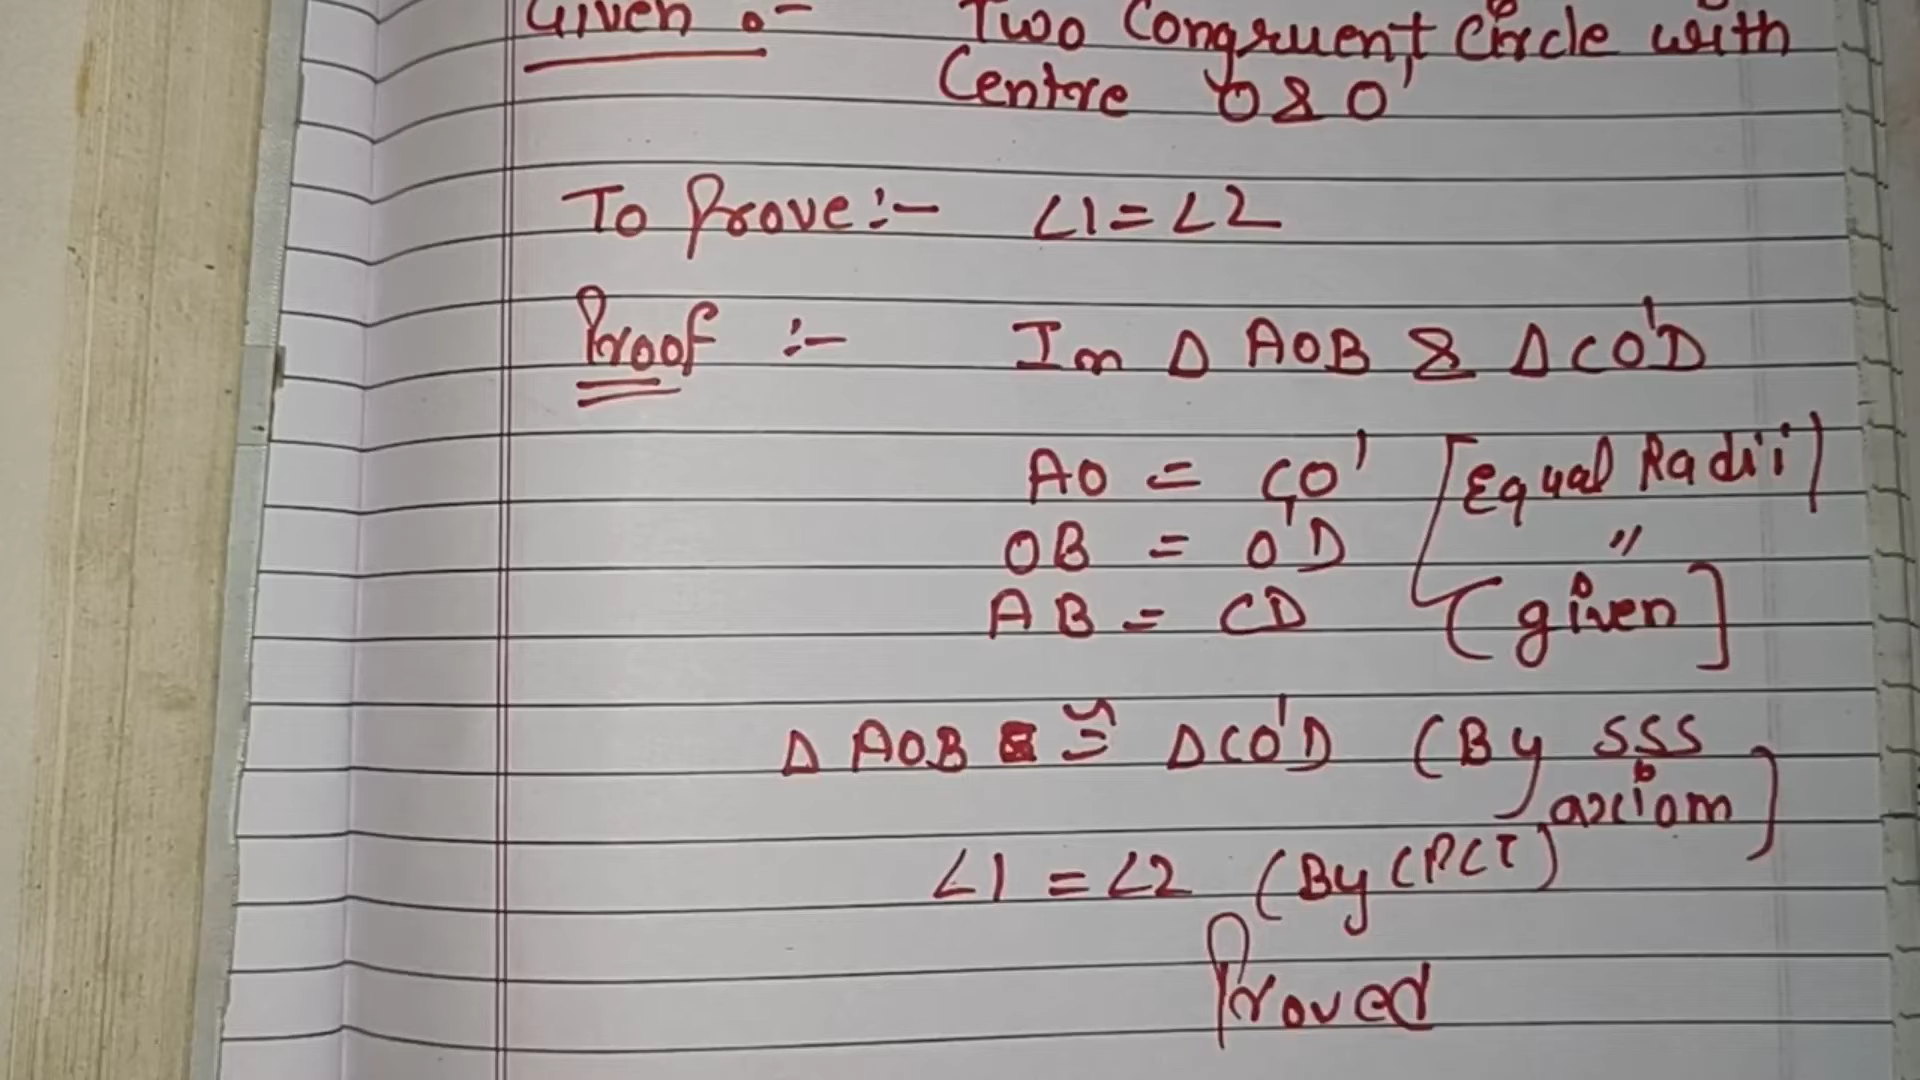 Given :- Two Congruent Circle with
Centre O & O'
To Prove :- ∠1 = ∠2
Proof :- In Δ AOB & Δ CO'D
AO = CO' [Equal Radii]
OB = O'D "
AB = CD [given]
Δ AOB ≅ Δ CO'D (By SSS
axiom]
∠1 = ∠2 (By CPCT)
Proved